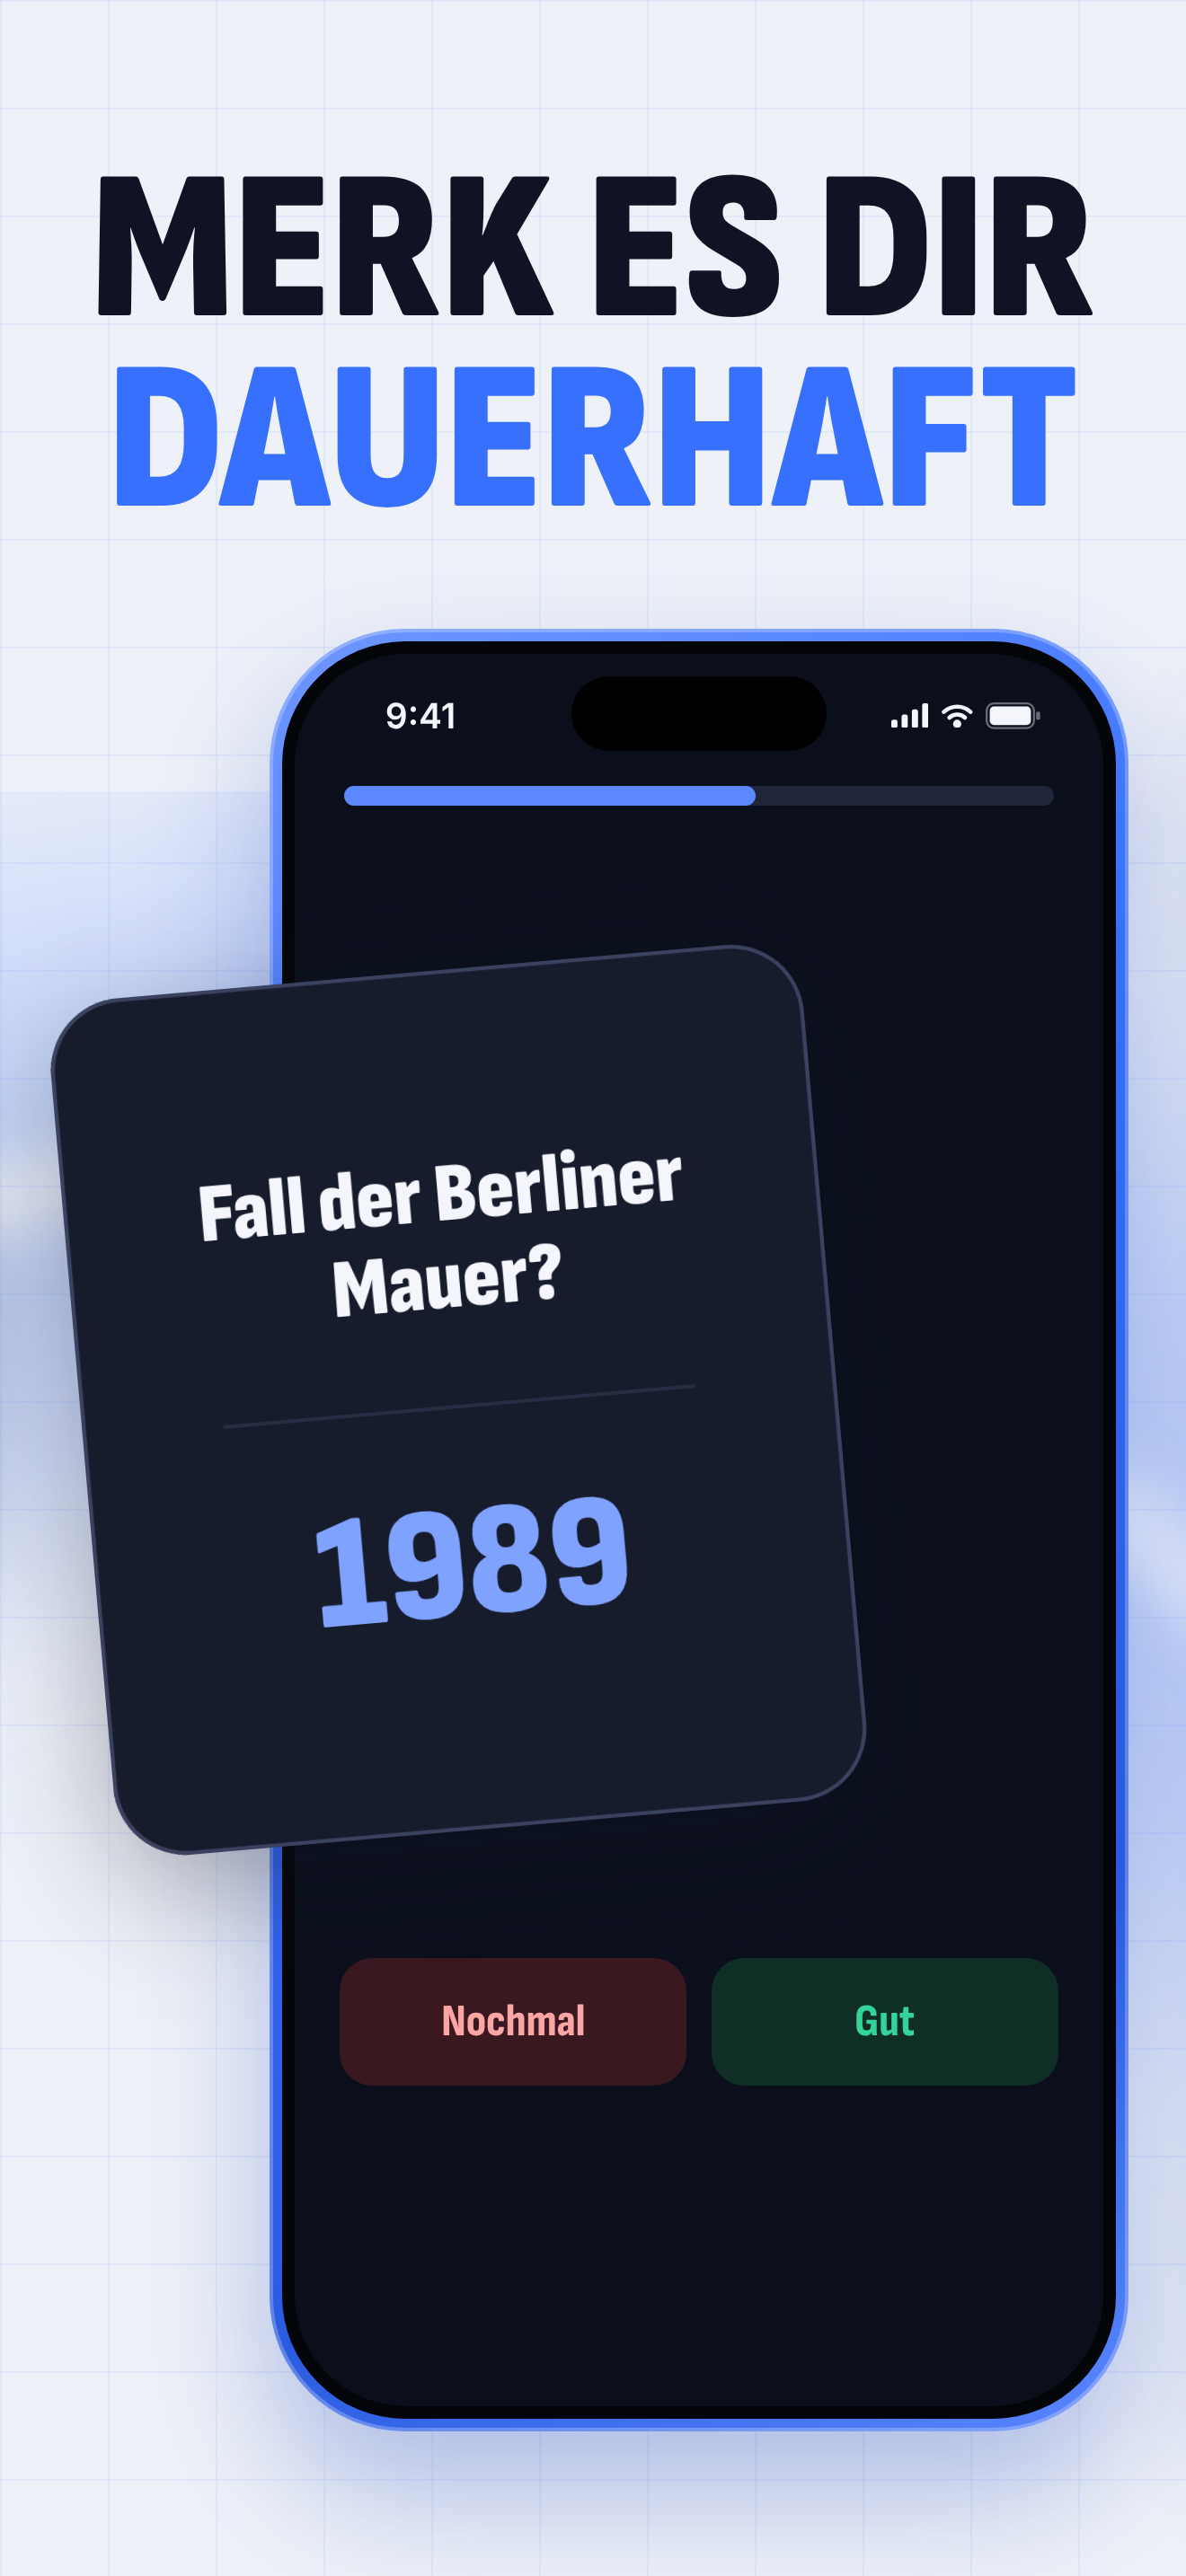 MERK ES DIR
DAUERHAFT
9:41
Fall der Berliner
Mauer?
1989
Nochmal
Gut